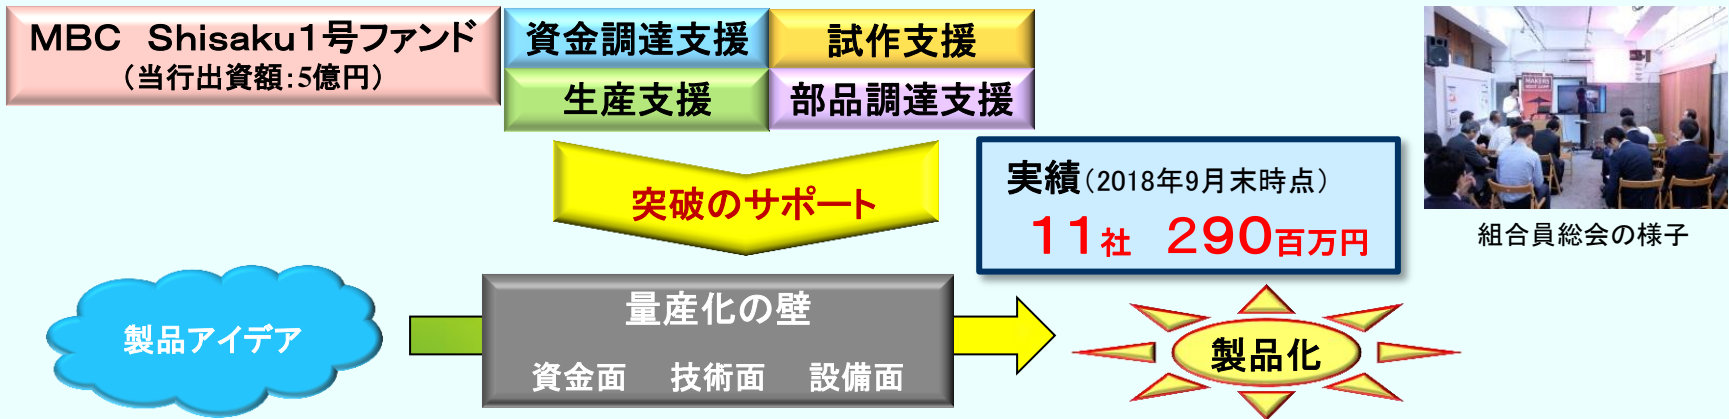 MBC Shisaku1号ファンド
（当行出資額：5億円）
資金調達支援
試作支援
生産支援
部品調達支援
突破のサポート
実績（2018年9月末時点）
11社 290百万円
組合員総会の様子
製品アイデア
量産化の壁
資金面 技術面 設備面
製品化
MAKERS
BOOT CAMP